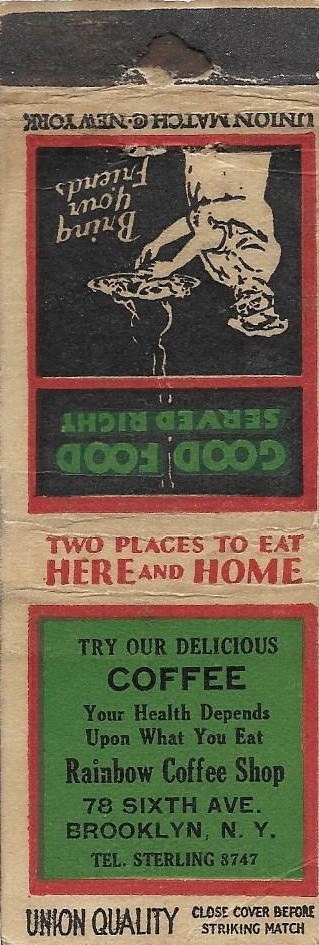 UNION MATCH Co. NEW YORK
Bring
your
Friends
GOOD FOOD
SERVED RIGHT
TWO PLACES TO EAT
HERE AND HOME
TRY OUR DELICIOUS
COFFEE
Your Health Depends
Upon What You Eat
Rainbow Coffee Shop
78 SIXTH AVE.
BROOKLYN, N. Y.
TEL. STERLING 8747
UNION QUALITY CLOSE COVER BEFORE
STRIKING MATCH